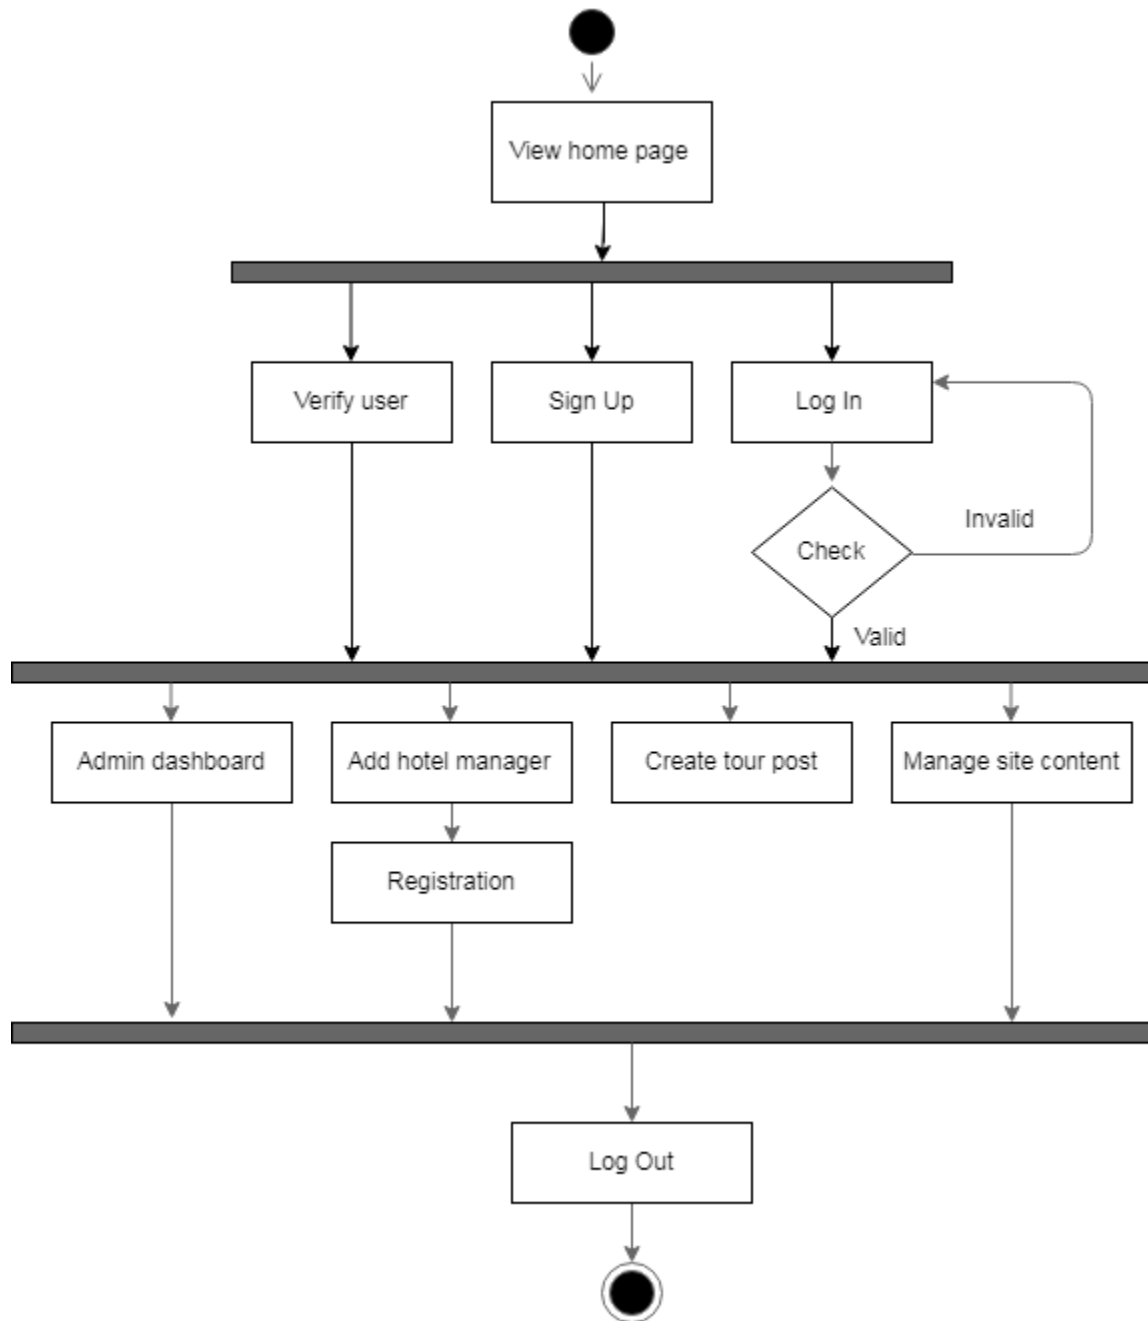 View home page
Verify user
Sign Up
Log In
Invalid
Check
Valid
Admin dashboard
Add hotel manager
Create tour post
Manage site content
Registration
Log Out